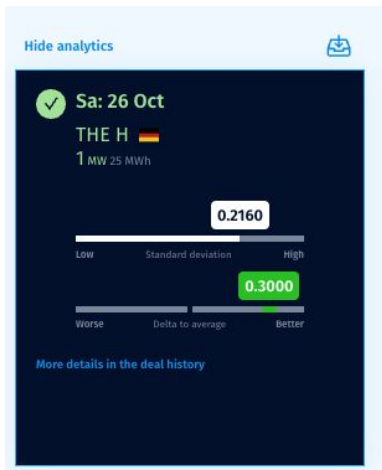 Hide analytics
Sa: 26 Oct
THE H
1 MW 25 MWh
0.2160
Low Standard deviation High
0.3000
Worse Delta to average Better
More details in the deal history